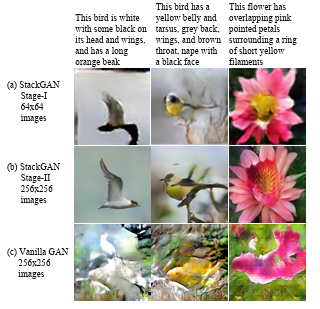 This bird is white
with some black on
its head and wings,
and has a long
orange beak
This bird has a
yellow belly and
tarsus, grey back,
wings, and brown
throat, nape with
a black face
This flower has
overlapping pink
pointed petals
surrounding a ring
of short yellow
filaments
(a) StackGAN
Stage-I
64x64
images
(b) StackGAN
Stage-II
256x256
images
(c) Vanilla GAN
256x256
images